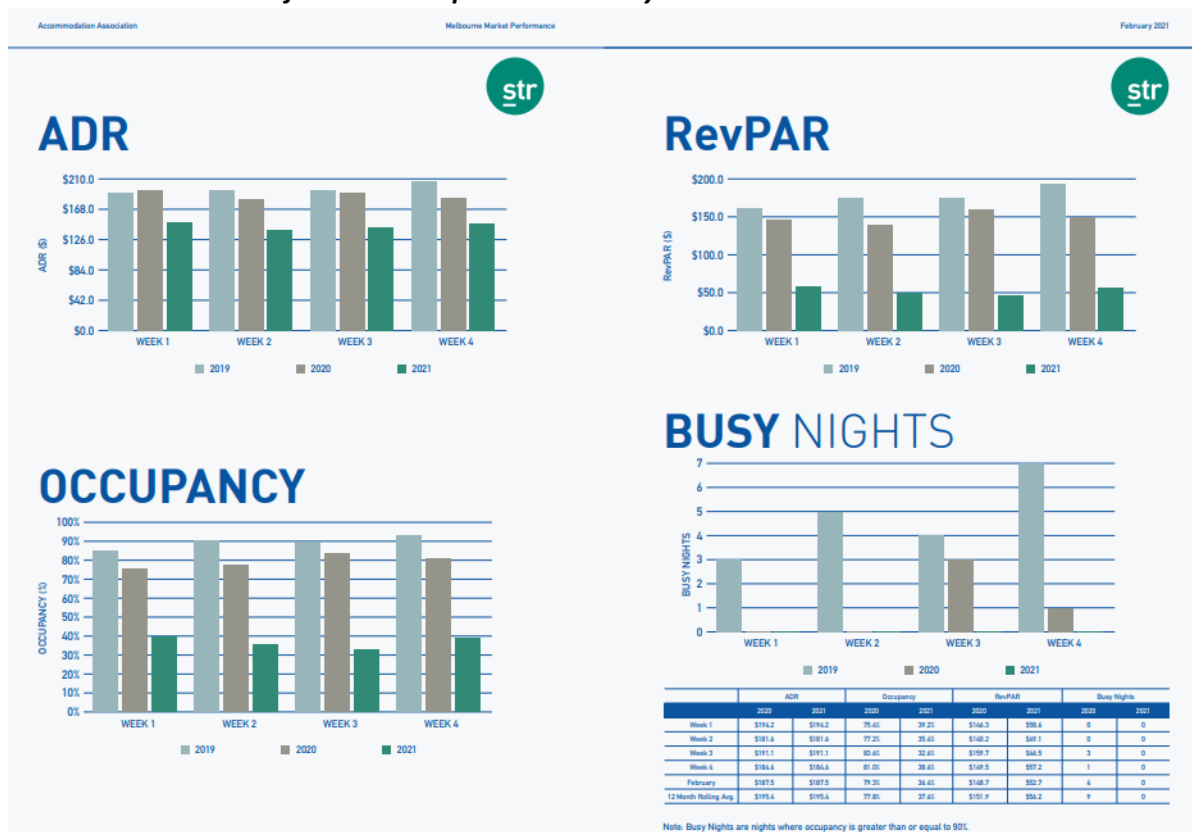 Accommodation Association
Melbourne Market Performance
February 2021
str
ADR
$210.0
$168.0
$126.0
$84.0
$42.0
$0.0
ADR ($)
WEEK 1 WEEK 2 WEEK 3 WEEK 4
2019 2020 2021
OCCUPANCY
100%
90%
80%
70%
60%
50%
40%
30%
20%
10%
0%
OCCUPANCY (%)
WEEK 1 WEEK 2 WEEK 3 WEEK 4
2019 2020 2021
str
RevPAR
$200.0
$150.0
$100.0
$50.0
$0.0
RevPAR ($)
WEEK 1 WEEK 2 WEEK 3 WEEK 4
2019 2020 2021
BUSY NIGHTS
7
6
5
4
3
2
1
0
BUSY NIGHTS
WEEK 1 WEEK 2 WEEK 3 WEEK 4
2019 2020 2021
ADR Occupancy RevPAR Busy Nights
2020 2021 2020 2021 2020 2021 2020 2021
Week 1 $194.2 $194.2 75.4% 39.2% $146.3 $58.6 0 0
Week 2 $181.6 $181.6 77.2% $140.2 $49.1 0 0
Week 3 $191.1 $191.1 83.6% 32.6% $159.7 $46.5 3 0
Week 4 $184.6 $184.6 81.0% 38.6% $149.5 $57.2 1 0
February $187.5 $187.5 79.3% 36.4% $148.7 $52.7 4 0
12 Month Rolling Avg. $195.4 $195.4 77.8% 37.6% $151.9 $56.2 9 0
Note: Busy Nights are nights where occupancy is greater than or equal to 90%.